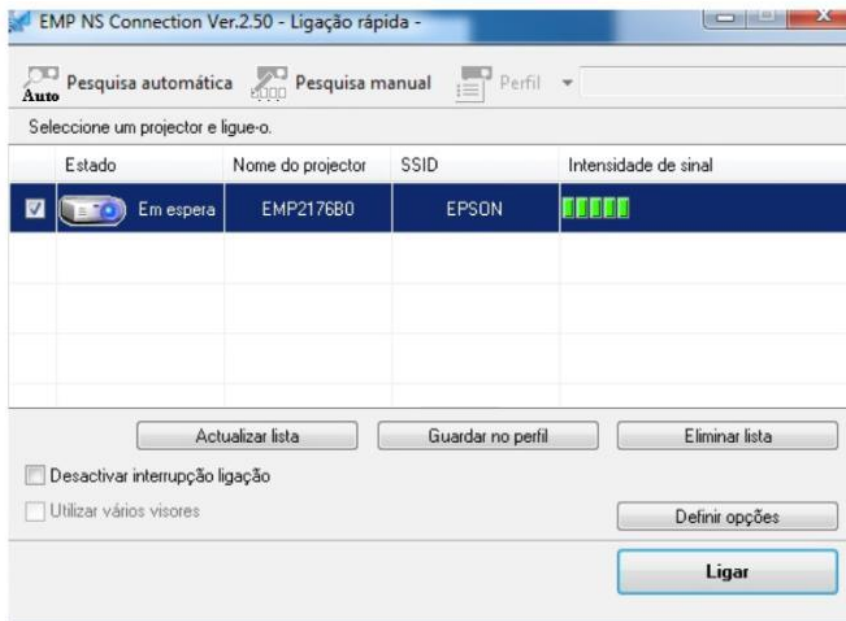 EMP NS Connection Ver.2.50 - Ligação rápida -
Auto Pesquisa automática Pesquisa manual Perfil
Seleccione um projector e ligue-o.
Estado Nome do projector SSID Intensidade de sinal
Em espera EMP2176B0 EPSON
Actualizar lista Guardar no perfil Eliminar lista
Desactivar interrupção ligação
Utilizar vários visores
Definir opções
Ligar